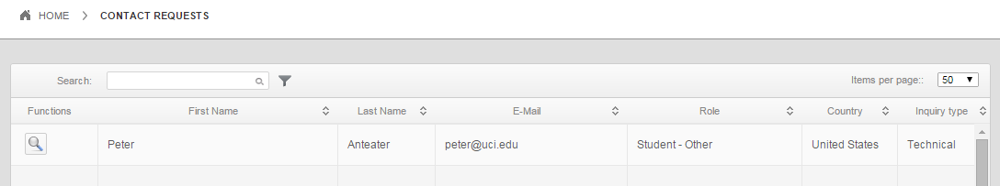 HOME > CONTACT REQUESTS
Search: Items per page:: 50
Functions First Name Last Name E-Mail Role Country Inquiry type
Peter Anteater peter@uci.edu Student - Other United States Technical